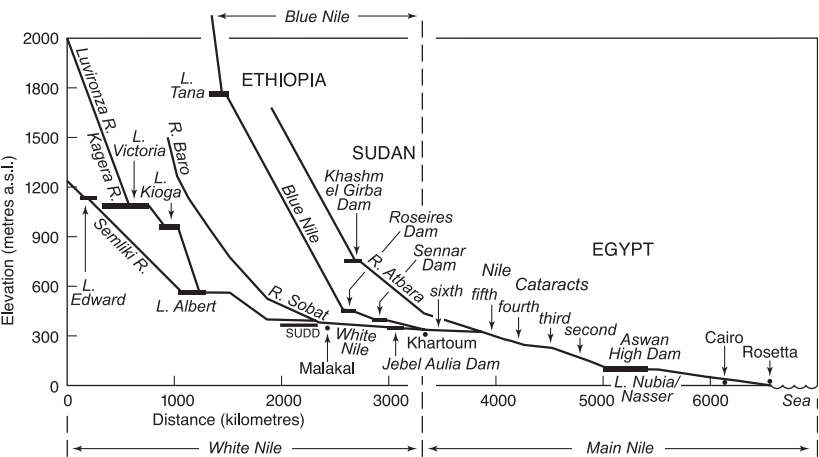 Blue Nile
2000
1800
1500
1200
900
600
300
0
Elevation (metres a.s.l.)
Luvironza R.
Kagera R.
L.
Victoria
L.
Kioga
R. Baro
L.
Tana
ETHIOPIA
SUDAN
Khashm
el Girba
Dam
Roseires
Dam
Sennar
Dam
Blue Nile
R. Atbara
EGYPT
Nile
Cataracts
sixth
fifth
fourth
third
second
Aswan
High Dam
Cairo
Rosetta
L.
Edward
Semliki R.
L. Albert
R. Sobat
SUDD
White
Nile
Malakal
Khartoum
Jebel Aulia Dam
L. Nubia/
Nasser
Sea
0
1000
2000
3000
4000
5000
6000
Distance (kilometres)
White Nile
Main Nile